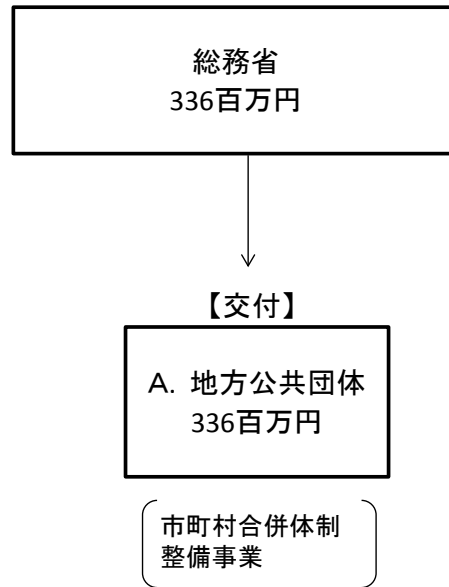 総務省
336百万円
【交付】
A. 地方公共団体
336百万円
市町村合併体制
整備事業